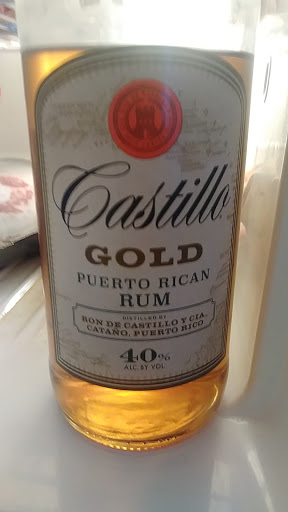 Castillo
GOLD
PUERTO RICAN
RUM
DISTILLED BY
RON DE CASTILLO Y CIA.
CATAÑO, PUERTO RICO
40%
ALC. BY VOL.